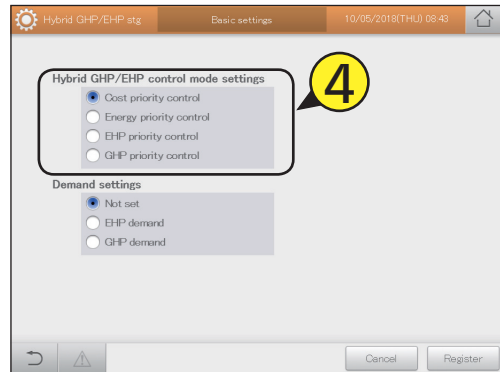 Hybrid GHP/EHP stg
Basic settings
10/05/2018(THU) 08:43
Hybrid GHP/EHP control mode settings
Cost priority control
Energy priority control
EHP priority control
GHP priority control
4
Demand settings
Not set
EHP demand
GHP demand
Cancel
Register